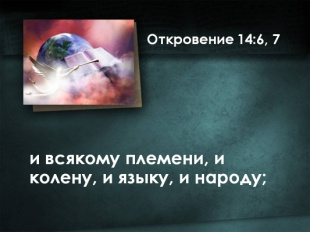 Откровение 14:6, 7
и всякому племени, и
колену, и языку, и народу;